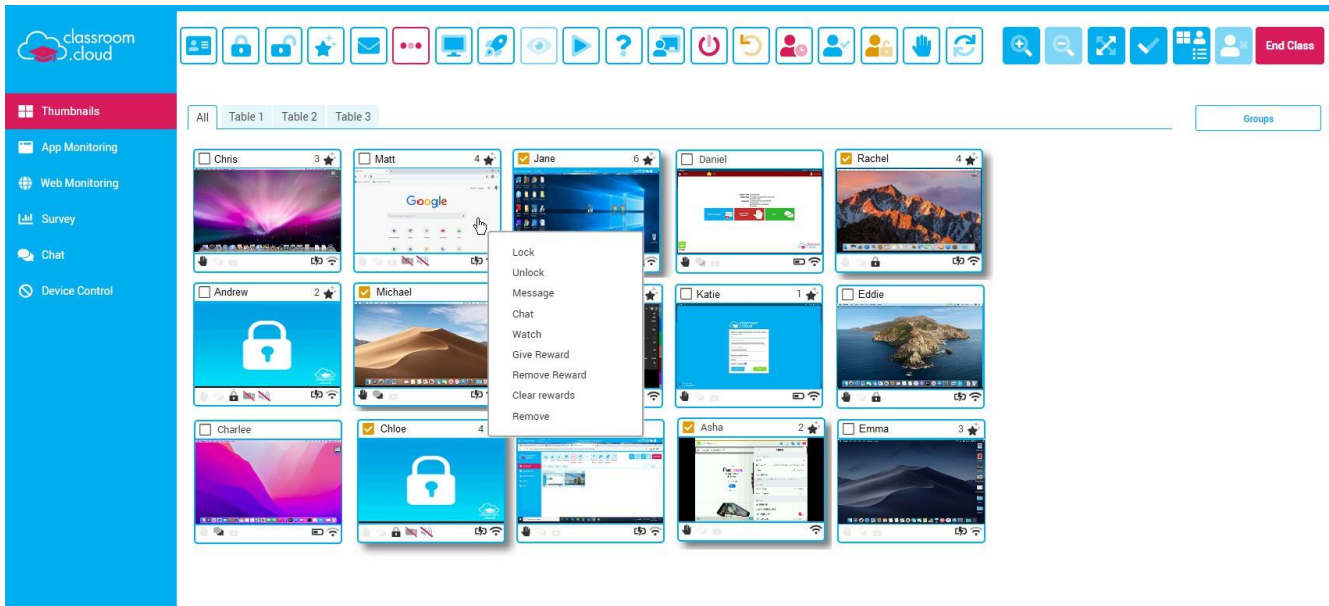 classroom
.cloud
End Class
Thumbnails
App Monitoring
Web Monitoring
Survey
Chat
Device Control
All Table 1 Table 2 Table 3
Groups
Chris 3
Matt 4
Jane 6
Daniel
Rachel 4
Google
Lock
Unlock
Message
Chat
Watch
Give Reward
Remove Reward
Clear rewards
Remove
Andrew 2
Michael
Katie 1
Eddie
classroom
.cloud
Charlee
Chloe 4
Asha 2
Emma 3